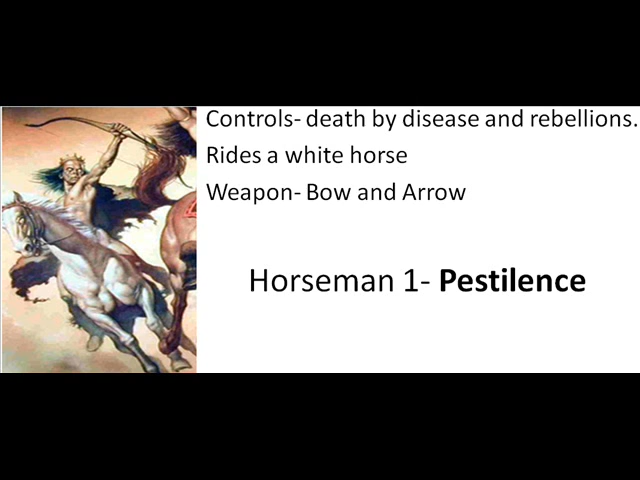 Controls- death by disease and rebellions.
Rides a white horse
Weapon- Bow and Arrow
Horseman 1- Pestilence